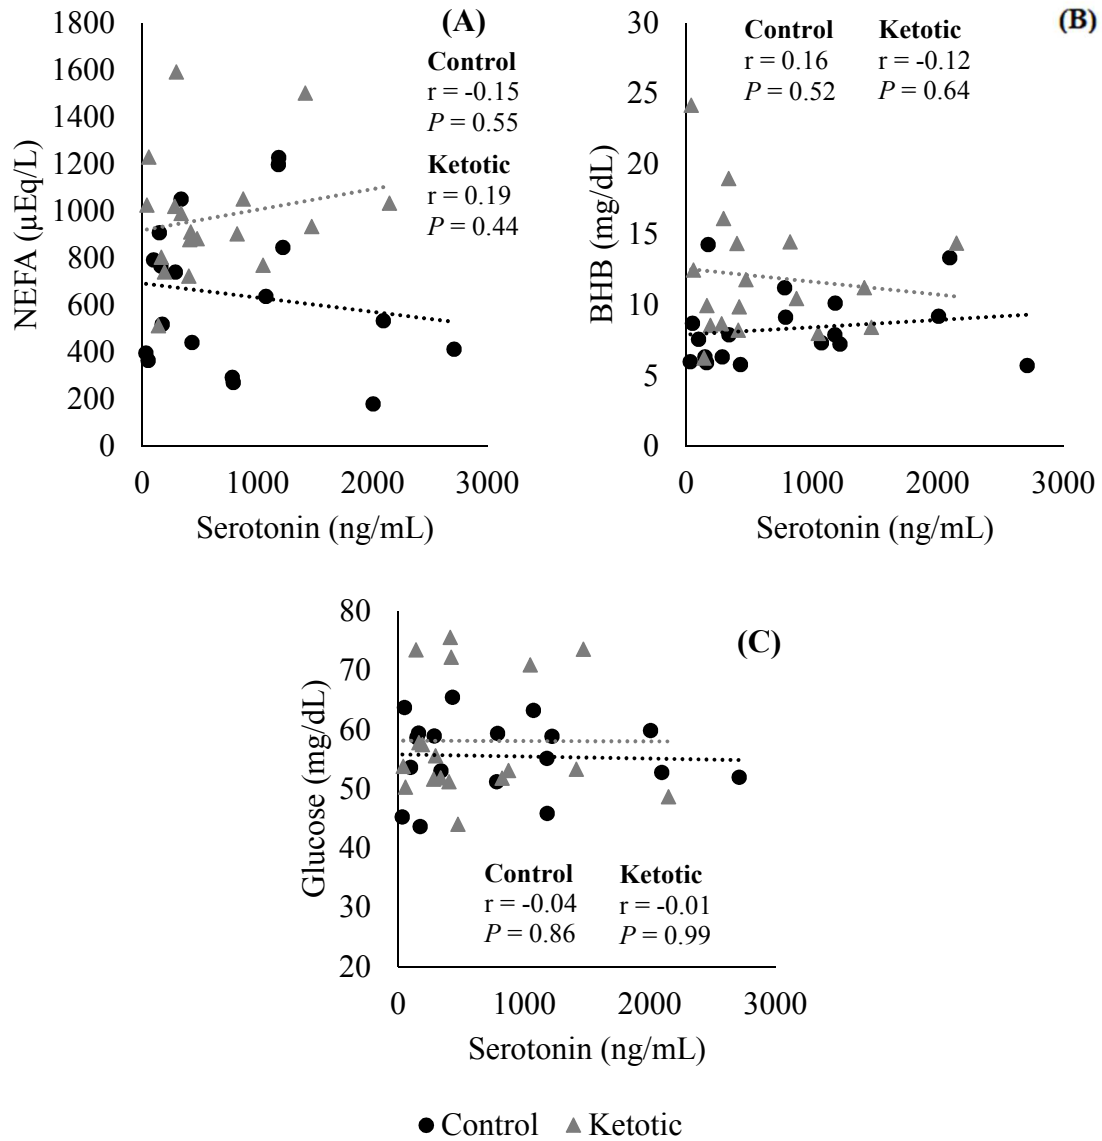 (A)
1800
1600
1400
1200
1000
800
600
400
200
0
NEFA (µEq/L)
Control
r = -0.15
P = 0.55
Ketotic
r = 0.19
P = 0.44
0 1000 2000 3000
Serotonin (ng/mL)
(B)
30
25
20
15
10
5
0
BHB (mg/dL)
Control Ketotic
r = 0.16 r = -0.12
P = 0.52 P = 0.64
0 1000 2000 3000
Serotonin (ng/mL)
(C)
80
70
60
50
40
30
20
Glucose (mg/dL)
Control Ketotic
r = -0.04 r = -0.01
P = 0.86 P = 0.99
0 1000 2000 3000
Serotonin (ng/mL)
Control Ketotic